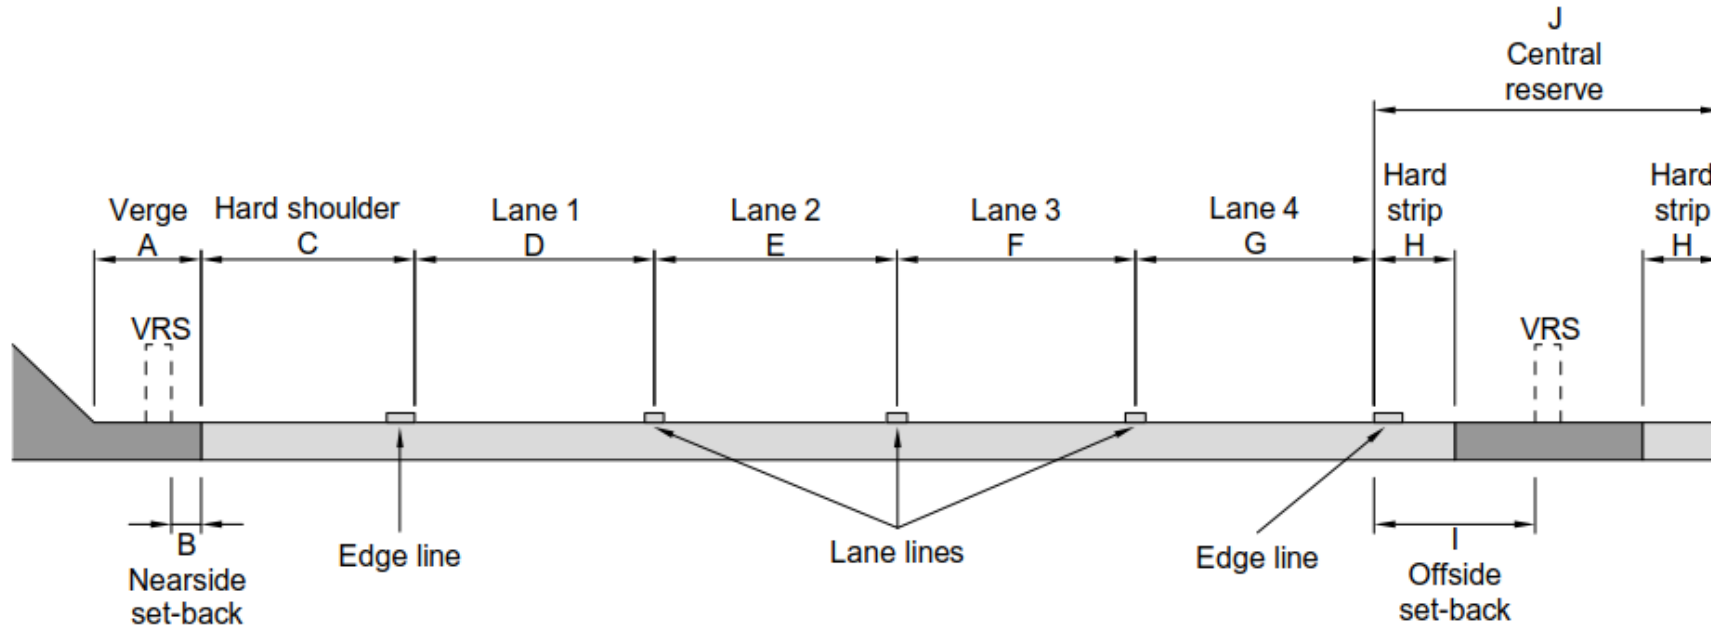 J
Central
reserve
Hard
strip
H
Hard
strip
H
Verge
A
Hard shoulder
C
Lane 1
D
Lane 2
E
Lane 3
F
Lane 4
G
VRS
VRS
B
Nearside
set-back
Edge line
Lane lines
Edge line
I
Offside
set-back